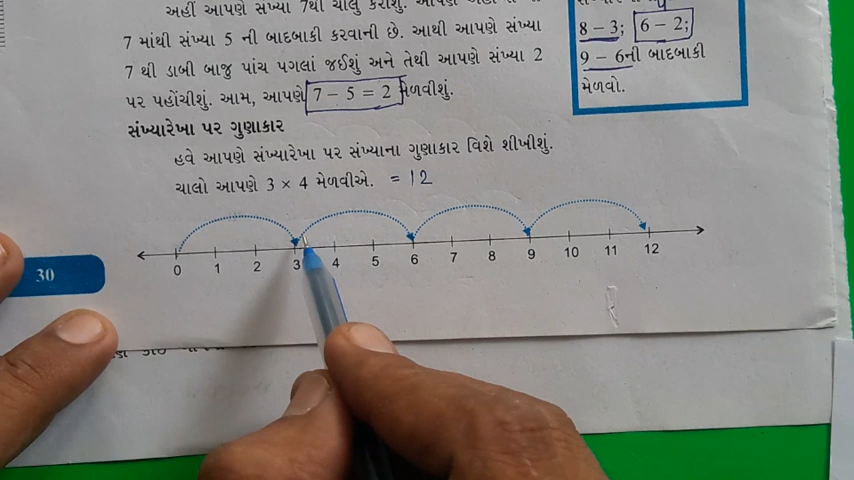 અહીં આપણે સંખ્યા 7થી ચાલુ કરીશું.
7 માંથી સંખ્યા 5 ની બાદબાકી કરવાની છે. આથી આપણે સંખ્યા
7 થી ડાબી બાજુ પાંચ પગલાં જઈશું અને તેથી આપણે સંખ્યા 2
પર પહોંચીશું. આમ, આપણે 7 − 5 = 2 મેળવીશું.
8 − 3; 6 − 2;
9 − 6ની બાદબાકી
મેળવો.
સંખ્યારેખા પર ગુણાકાર
હવે આપણે સંખ્યારેખા પર સંખ્યાના ગુણાકાર વિશે શીખીશું.
ચાલો આપણે 3 × 4 મેળવીએ. = 12
0 1 2 3 4 5 6 7 8 9 10 11 12
30